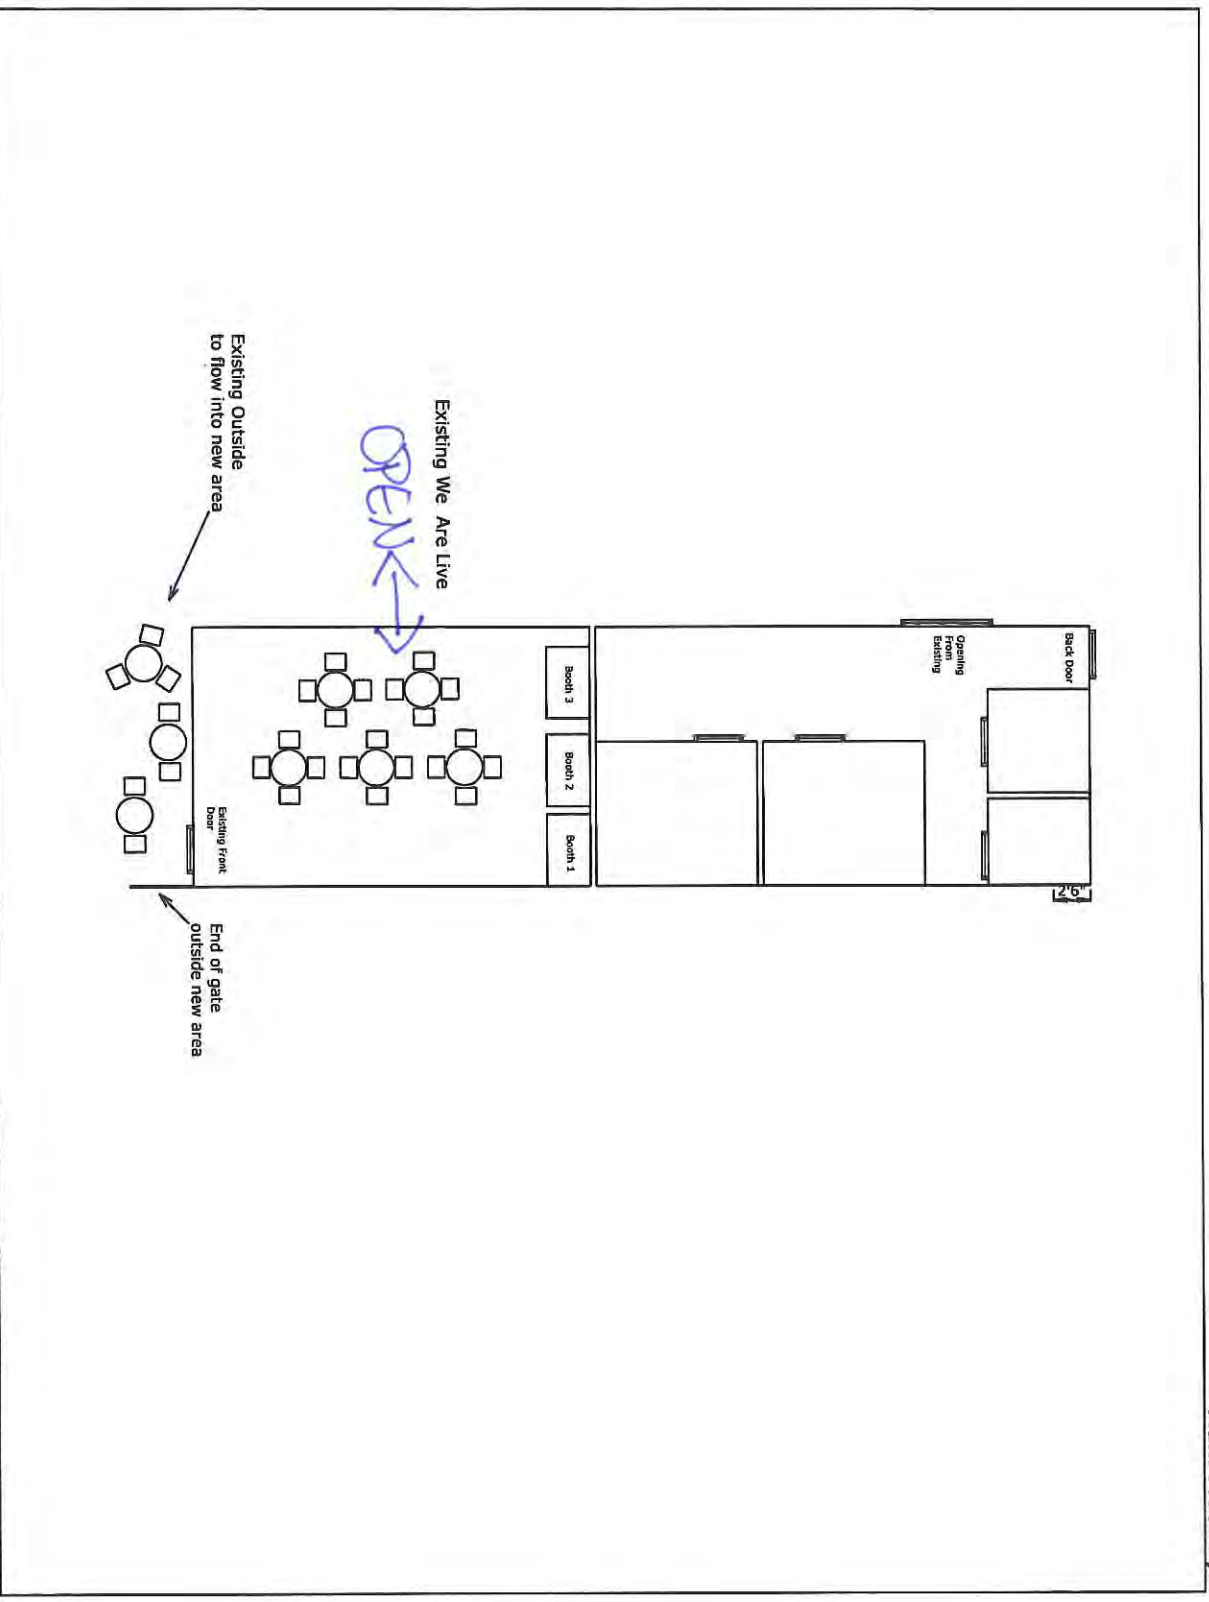 Back Door
Opening
From
Existing
2'6"
Booth 3
Booth 2
Booth 1
Existing We Are Live
OPEN
Existing Front
Door
Existing Outside
to flow into new area
End of gate
outside new area